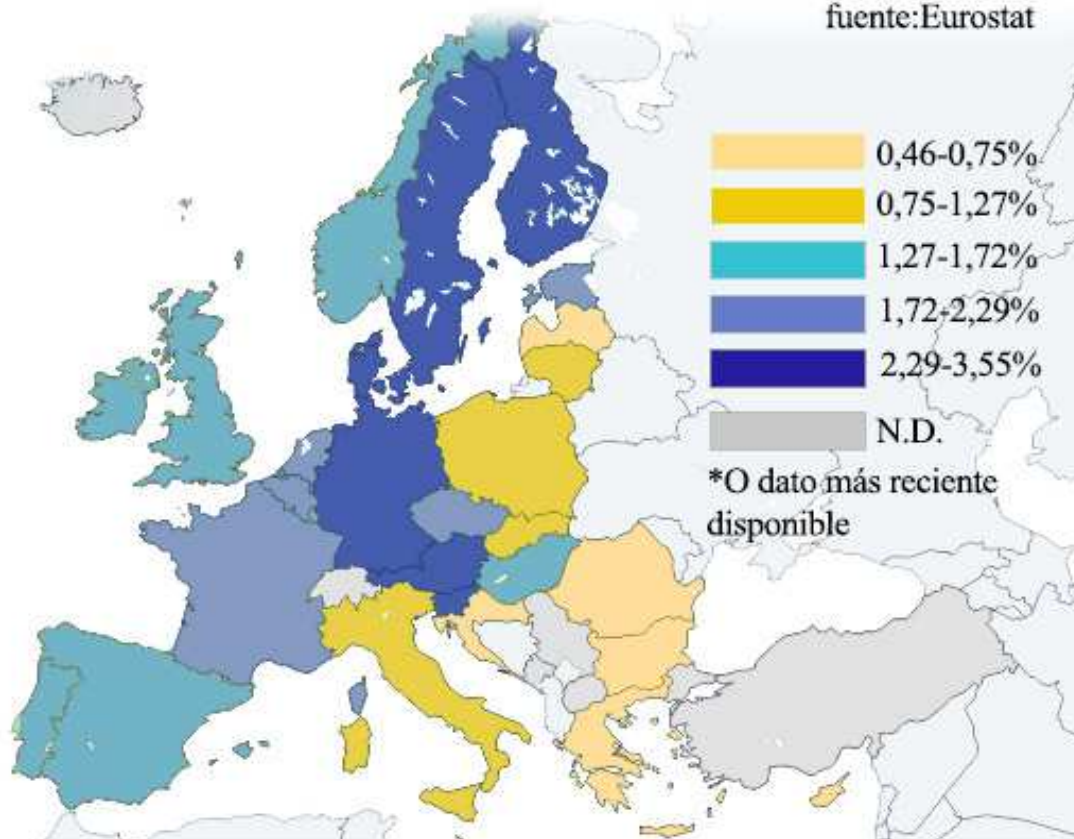 fuente:Eurostat
0,46-0,75%
0,75-1,27%
1,27-1,72%
1,72-2,29%
2,29-3,55%
N.D.
*O dato más reciente
disponible